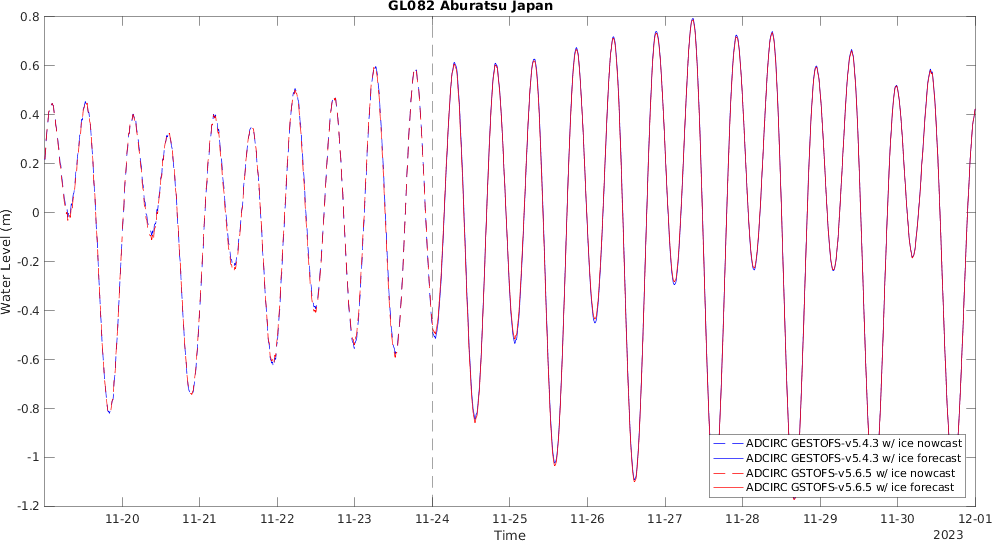 GL082 Aburatsu Japan
0.8
0.6
0.4
0.2
0
-0.2
-0.4
-0.6
-0.8
-1
-1.2
Water Level (m)
ADCIRC GESTOFS-v5.4.3 w/ ice nowcast
ADCIRC GESTOFS-v5.4.3 w/ ice forecast
ADCIRC GSTOFS-v5.6.5 w/ ice nowcast
ADCIRC GSTOFS-v5.6.5 w/ ice forecast
11-20 11-21 11-22 11-23 11-24 11-25 11-26 11-27 11-28 11-29 11-30 12-01
Time
2023